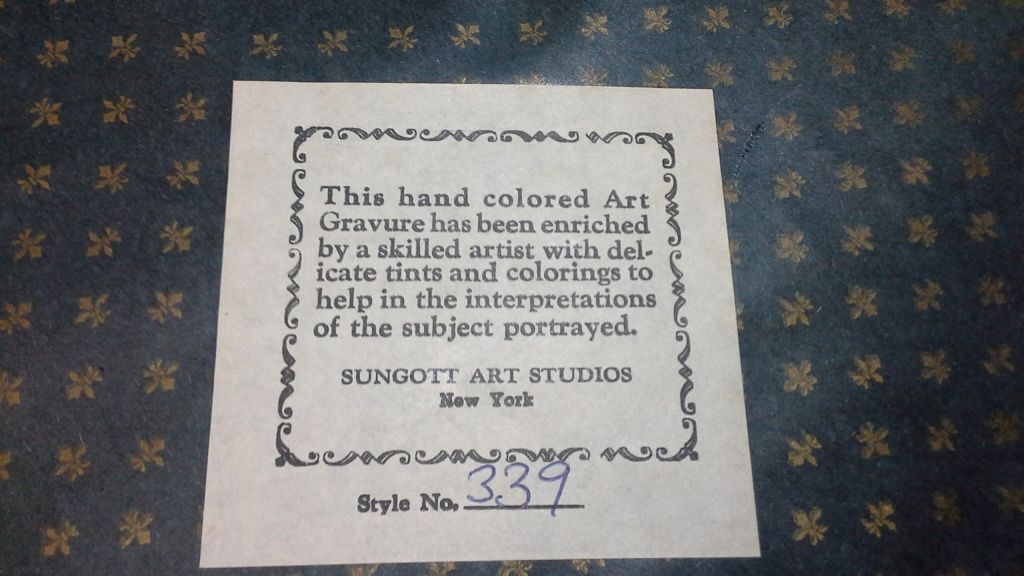 This hand colored Art
Gravure has been enriched
by a skilled artist with del-
icate tints and colorings to
help in the interpretations
of the subject portrayed.
SUNGOTT ART STUDIOS
New York
Style No. 339